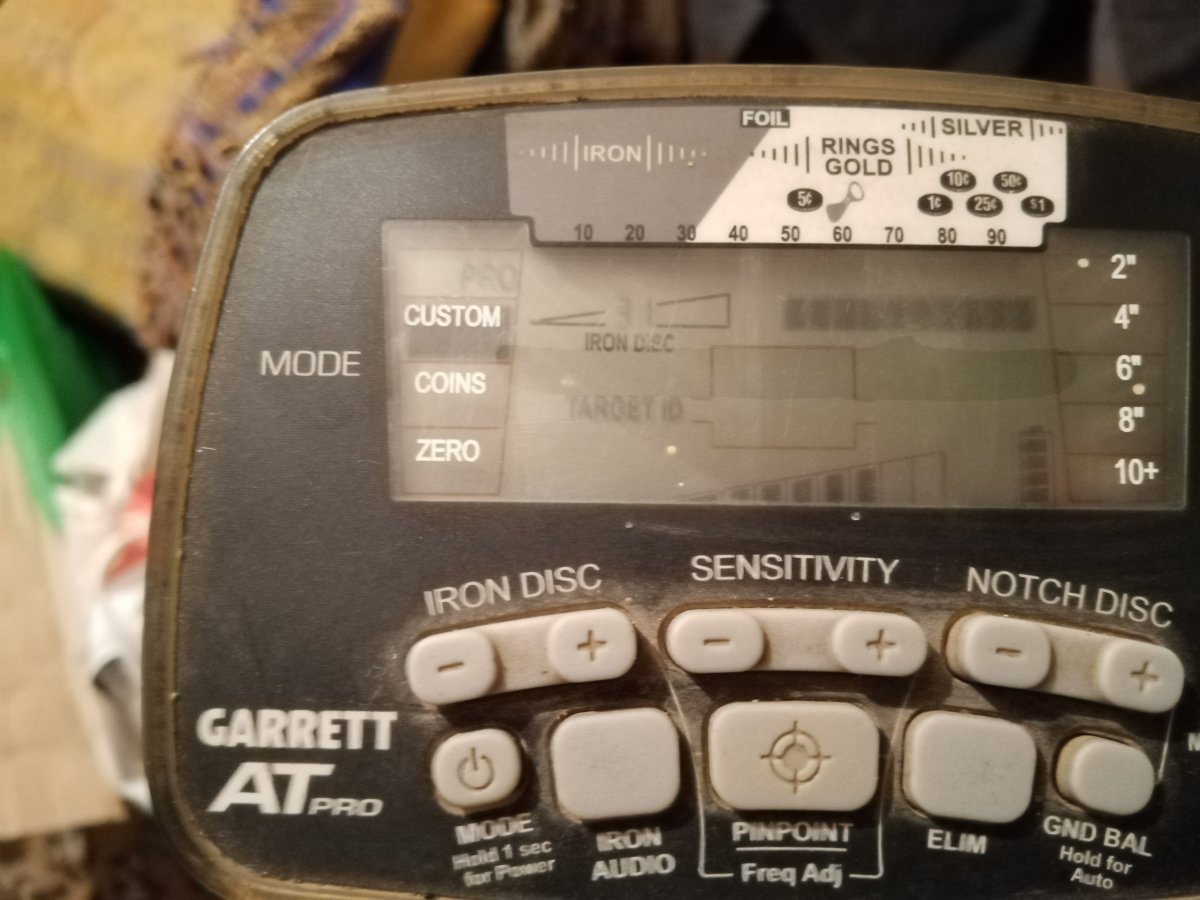 FOIL
SILVER
IRON
RINGS
GOLD
10¢ 50¢
5¢ 1¢ 25¢ $1
10 20 30 40 50 60 70 80 90
PRO
2"
CUSTOM
31
4"
IRON DISC
MODE
6"
COINS
TARGET ID
8"
ZERO
10+
IRON DISC
SENSITIVITY
NOTCH DISC
- +
- +
- +
GARRETT
AT PRO
MODE
Hold 1 sec
for Power
IRON
AUDIO
PINPOINT
Freq Adj
ELIM
GND BAL
Hold for
Auto
N